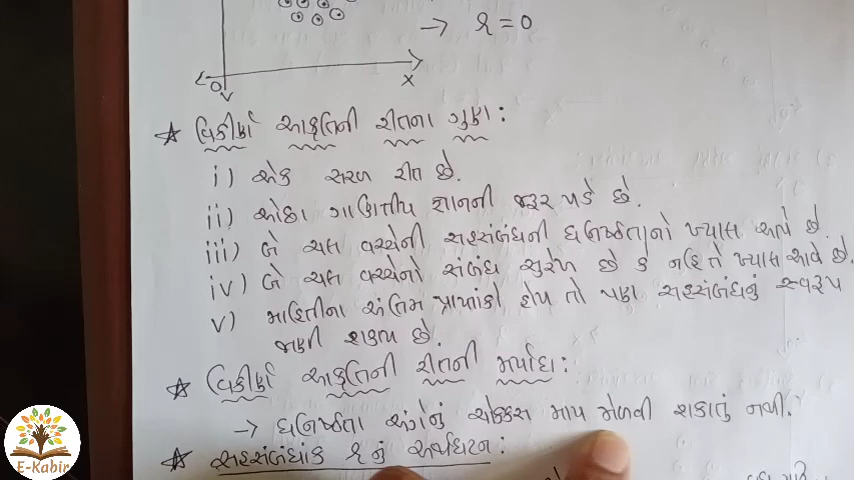 → r = 0
O
X
★ વિકીર્ણ આકૃતિની રીતના ગુણ :
i) એક સરળ રીત છે.
ii) ઓછા ગાણિતીય જ્ઞાનની જરૂર પડે છે.
iii) બે ચલ વચ્ચેની સહસંબંધની ઘનિષ્ઠતાનો ખ્યાલ આપે છે.
iv) બે ચલ વચ્ચેનો સંબંધ સુરેખ છે કે નહિ તે ખ્યાલ આવે છે.
v) માહિતીના અંતિમ પ્રાપ્તાંકો હોય તો પણ સહસંબંધનું સ્વરૂપ
જાણી શકાય છે.
★ વિકીર્ણ આકૃતિની રીતની મર્યાદા :
→ ઘનિષ્ઠતા અંગેનું ચોક્કસ માપ મેળવી શકાતું નથી.
★ સહસંબંધાંક r નું અર્થઘટન :
E-Kabir